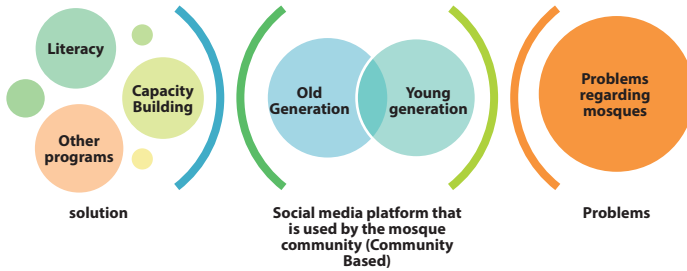 Literacy
Capacity
Building
Other
programs
solution
Old
Generation
Young
generation
Social media platform that
is used by the mosque
community (Community
Based)
Problems
regarding
mosques
Problems